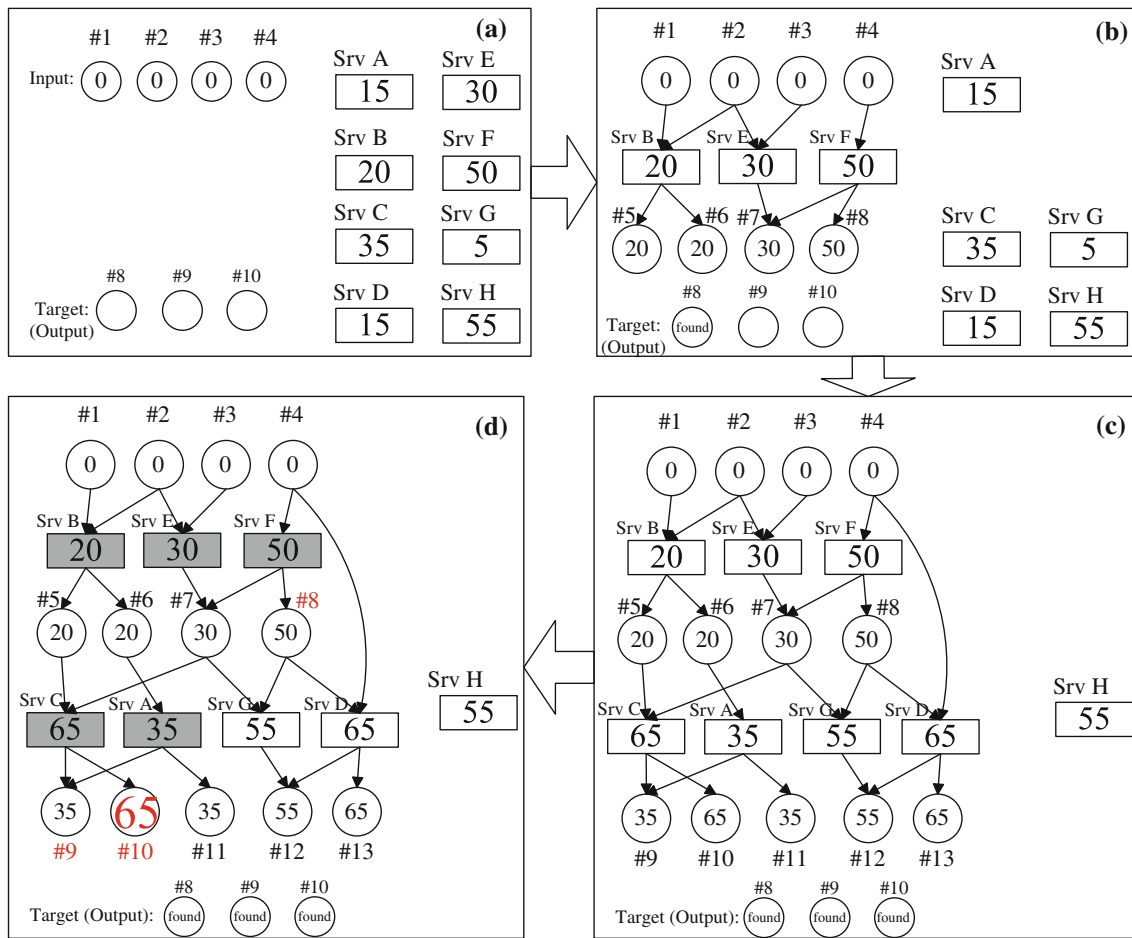 (a)
#1 #2 #3 #4
Input: 0 0 0 0
Srv A Srv E
15 30
Srv B Srv F
20 50
Srv C Srv G
35 5
#8 #9 #10
Target:
(Output)
Srv D Srv H
15 55
(b)
#1 #2 #3 #4
0 0 0 0
Srv A
15
Srv B Srv E Srv F
20 30 50
#5 #6 #7 #8
20 20 30 50
Srv C Srv G
35 5
#8 #9 #10
Target: found
(Output)
Srv D Srv H
15 55
(d)
#1 #2 #3 #4
0 0 0 0
Srv B Srv E Srv F
20 30 50
#5 #6 #7 #8
20 20 30 50
Srv H
55
Srv C Srv A Srv G Srv D
65 35 55 65
35 65 35 55 65
#9 #10 #11 #12 #13
#8 #9 #10
Target (Output): found found found
(c)
#1 #2 #3 #4
0 0 0 0
Srv B Srv E Srv F
20 30 50
#5 #6 #7 #8
20 20 30 50
Srv H
55
Srv C Srv A Srv G Srv D
65 35 55 65
35 65 35 55 65
#9 #10 #11 #12 #13
#8 #9 #10
Target (Output): found found found